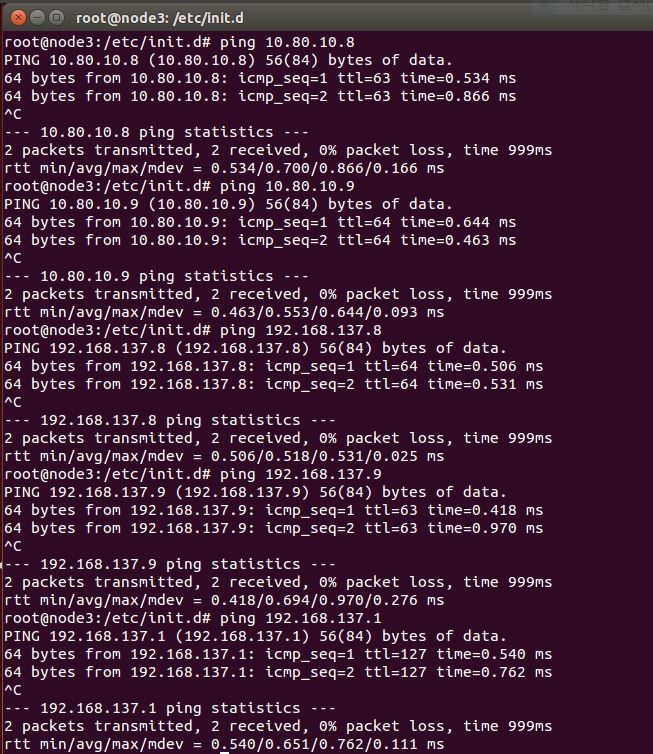 root@node3: /etc/init.d
root@node3:/etc/init.d# ping 10.80.10.8
PING 10.80.10.8 (10.80.10.8) 56(84) bytes of data.
64 bytes from 10.80.10.8: icmp_seq=1 ttl=63 time=0.534 ms
64 bytes from 10.80.10.8: icmp_seq=2 ttl=63 time=0.866 ms
^C
--- 10.80.10.8 ping statistics ---
2 packets transmitted, 2 received, 0% packet loss, time 999ms
rtt min/avg/max/mdev = 0.534/0.700/0.866/0.166 ms
root@node3:/etc/init.d# ping 10.80.10.9
PING 10.80.10.9 (10.80.10.9) 56(84) bytes of data.
64 bytes from 10.80.10.9: icmp_seq=1 ttl=64 time=0.644 ms
64 bytes from 10.80.10.9: icmp_seq=2 ttl=64 time=0.463 ms
^C
--- 10.80.10.9 ping statistics ---
2 packets transmitted, 2 received, 0% packet loss, time 999ms
rtt min/avg/max/mdev = 0.463/0.553/0.644/0.093 ms
root@node3:/etc/init.d# ping 192.168.137.8
PING 192.168.137.8 (192.168.137.8) 56(84) bytes of data.
64 bytes from 192.168.137.8: icmp_seq=1 ttl=64 time=0.506 ms
64 bytes from 192.168.137.8: icmp_seq=2 ttl=64 time=0.531 ms
^C
--- 192.168.137.8 ping statistics ---
2 packets transmitted, 2 received, 0% packet loss, time 999ms
rtt min/avg/max/mdev = 0.506/0.518/0.531/0.025 ms
root@node3:/etc/init.d# ping 192.168.137.9
PING 192.168.137.9 (192.168.137.9) 56(84) bytes of data.
64 bytes from 192.168.137.9: icmp_seq=1 ttl=63 time=0.418 ms
64 bytes from 192.168.137.9: icmp_seq=2 ttl=63 time=0.970 ms
^C
--- 192.168.137.9 ping statistics ---
2 packets transmitted, 2 received, 0% packet loss, time 999ms
rtt min/avg/max/mdev = 0.418/0.694/0.970/0.276 ms
root@node3:/etc/init.d# ping 192.168.137.1
PING 192.168.137.1 (192.168.137.1) 56(84) bytes of data.
64 bytes from 192.168.137.1: icmp_seq=1 ttl=127 time=0.540 ms
64 bytes from 192.168.137.1: icmp_seq=2 ttl=127 time=0.762 ms
^C
--- 192.168.137.1 ping statistics ---
2 packets transmitted, 2 received, 0% packet loss, time 999ms
rtt min/avg/max/mdev = 0.540/0.651/0.762/0.111 ms